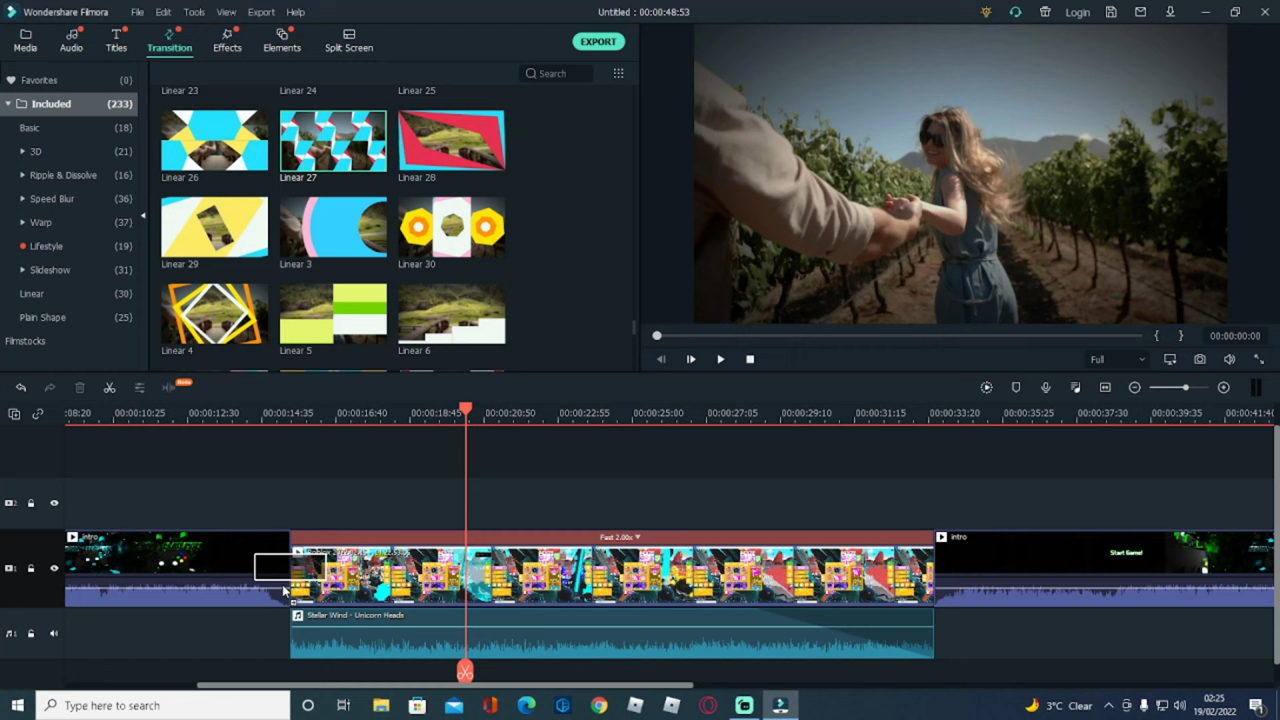 Wondershare Filmora File Edit Tools View Export Help Untitled : 00:00:48:53 Login
Media Audio Titles Transition Effects Elements Split Screen EXPORT
Favorites (0)
Search
Included (233)
Basic (18)
3D (21)
Ripple & Dissolve (16)
Speed Blur (36)
Warp (37)
Lifestyle (19)
Slideshow (31)
Linear (30)
Plain Shape (25)
Filmstocks
Linear 23 Linear 24 Linear 25
Linear 26 Linear 27 Linear 28
Linear 29 Linear 3 Linear 30
Linear 4 Linear 5 Linear 6
{ } 00:00:00:00
Full
Beta
:08:20 00:00:10:25 00:00:12:30 00:00:14:35 00:00:16:40 00:00:18:45 00:00:20:50 00:00:22:55 00:00:25:00 00:00:27:05 00:00:29:10 00:00:31:15 00:00:33:20 00:00:35:25 00:00:37:30 00:00:39:35 00:00:41:4
2
intro
Fast 2.00x
intro
1
Start Game!
1
Stellar Wind - Unicorn Heads
Type here to search
3°C Clear
02:25
19/02/2022
1